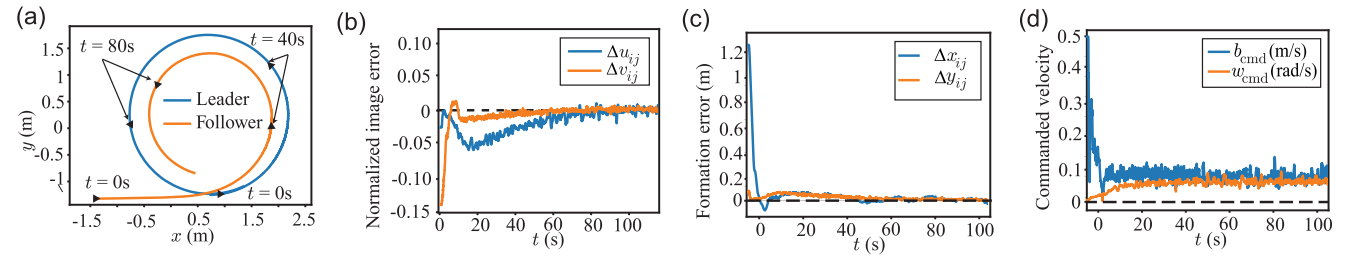 (a)
y (m)
1.5
1
0.5
0
-0.5
-1
t = 80s
t = 40s
Leader
Follower
t = 0s
t = 0s
-1.5
-0.5
0.5
1.5
2.5
x (m)
(b)
Normalized image error
0.10
0.05
0
-0.05
-0.10
-0.15
Δu_ij
Δv_ij
0 20 40 60 80 100
t (s)
(c)
Formation error (m)
1.2
1.0
0.8
0.6
0.4
0.2
0
Δx_ij
Δy_ij
0 20 40 60 80 100
t (s)
(d)
Commanded velocity
0.5
0.4
0.3
0.2
0.1
0
b_cmd (m/s)
w_cmd (rad/s)
0 20 40 60 80 100
t (s)